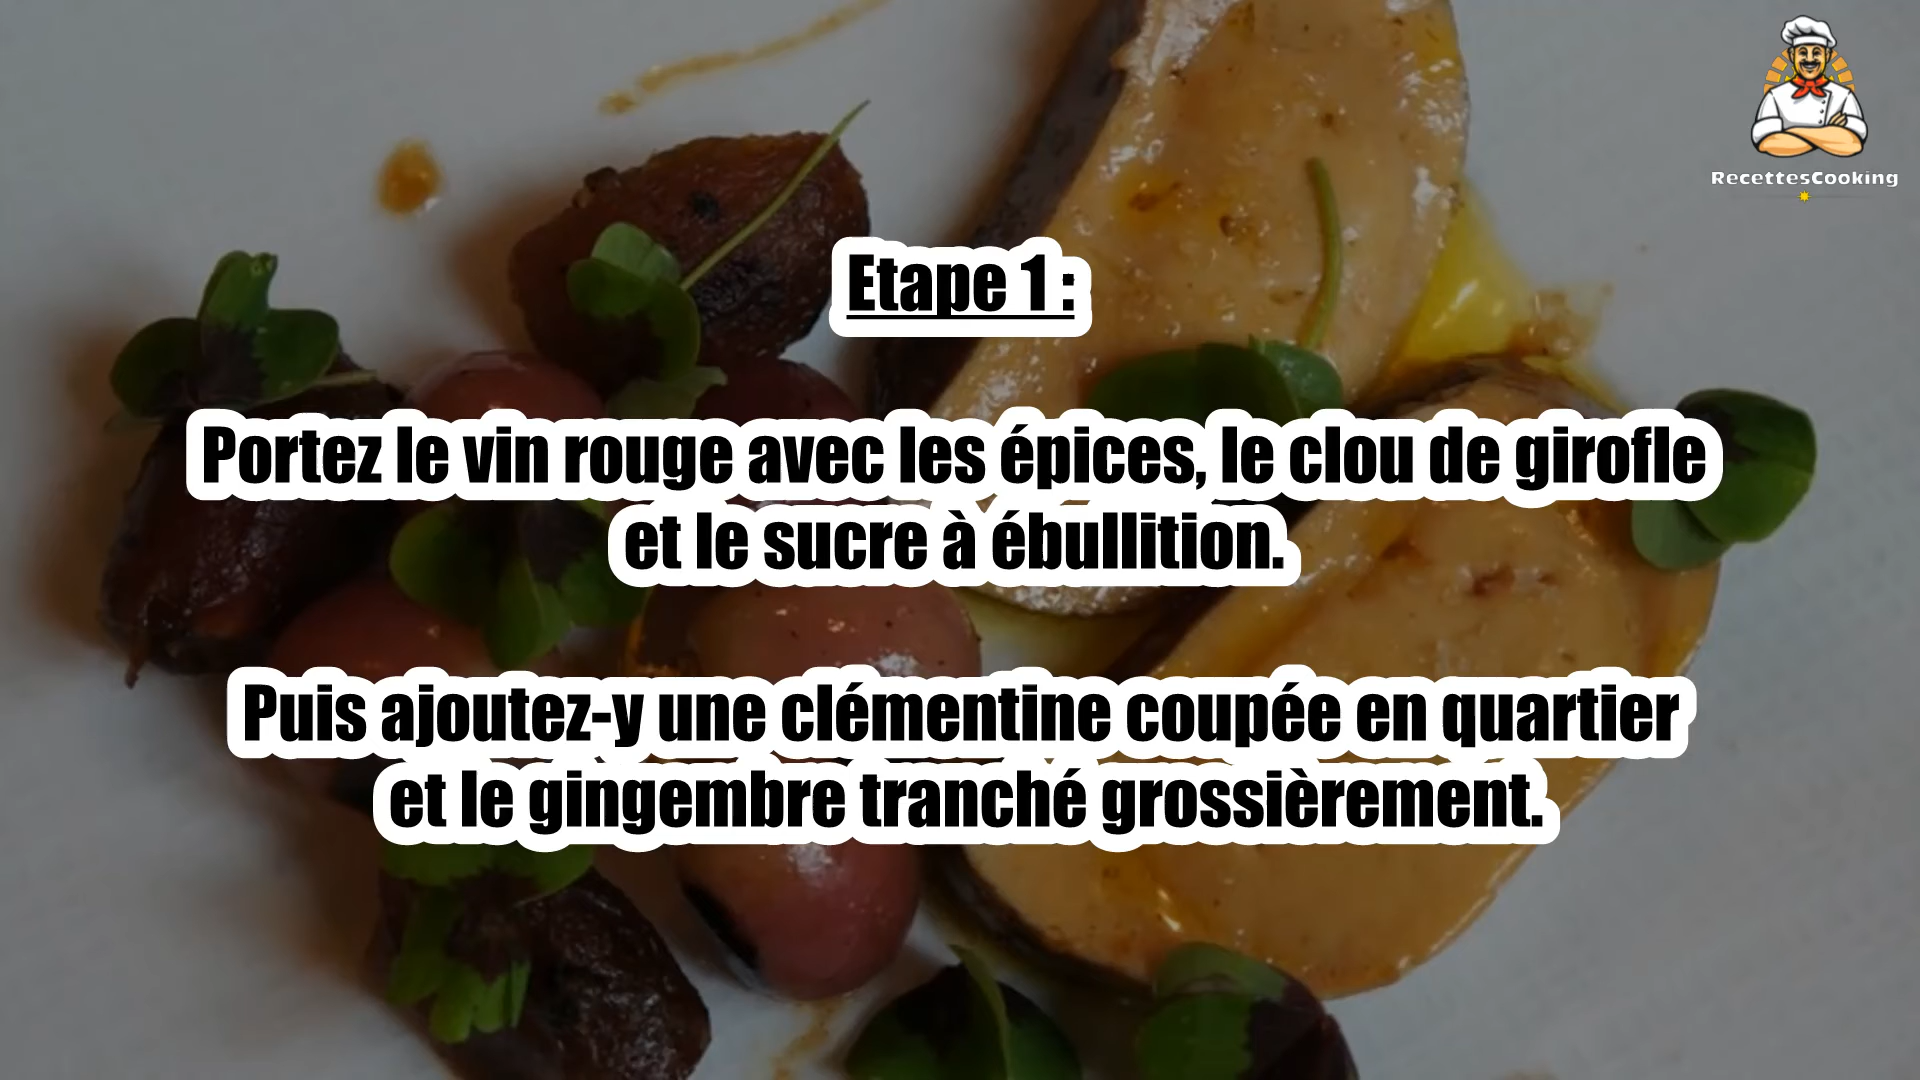 RecettesCooking
Etape 1 :
Portez le vin rouge avec les épices, le clou de girofle
et le sucre à ébullition.
Puis ajoutez-y une clémentine coupée en quartier
et le gingembre tranché grossièrement.